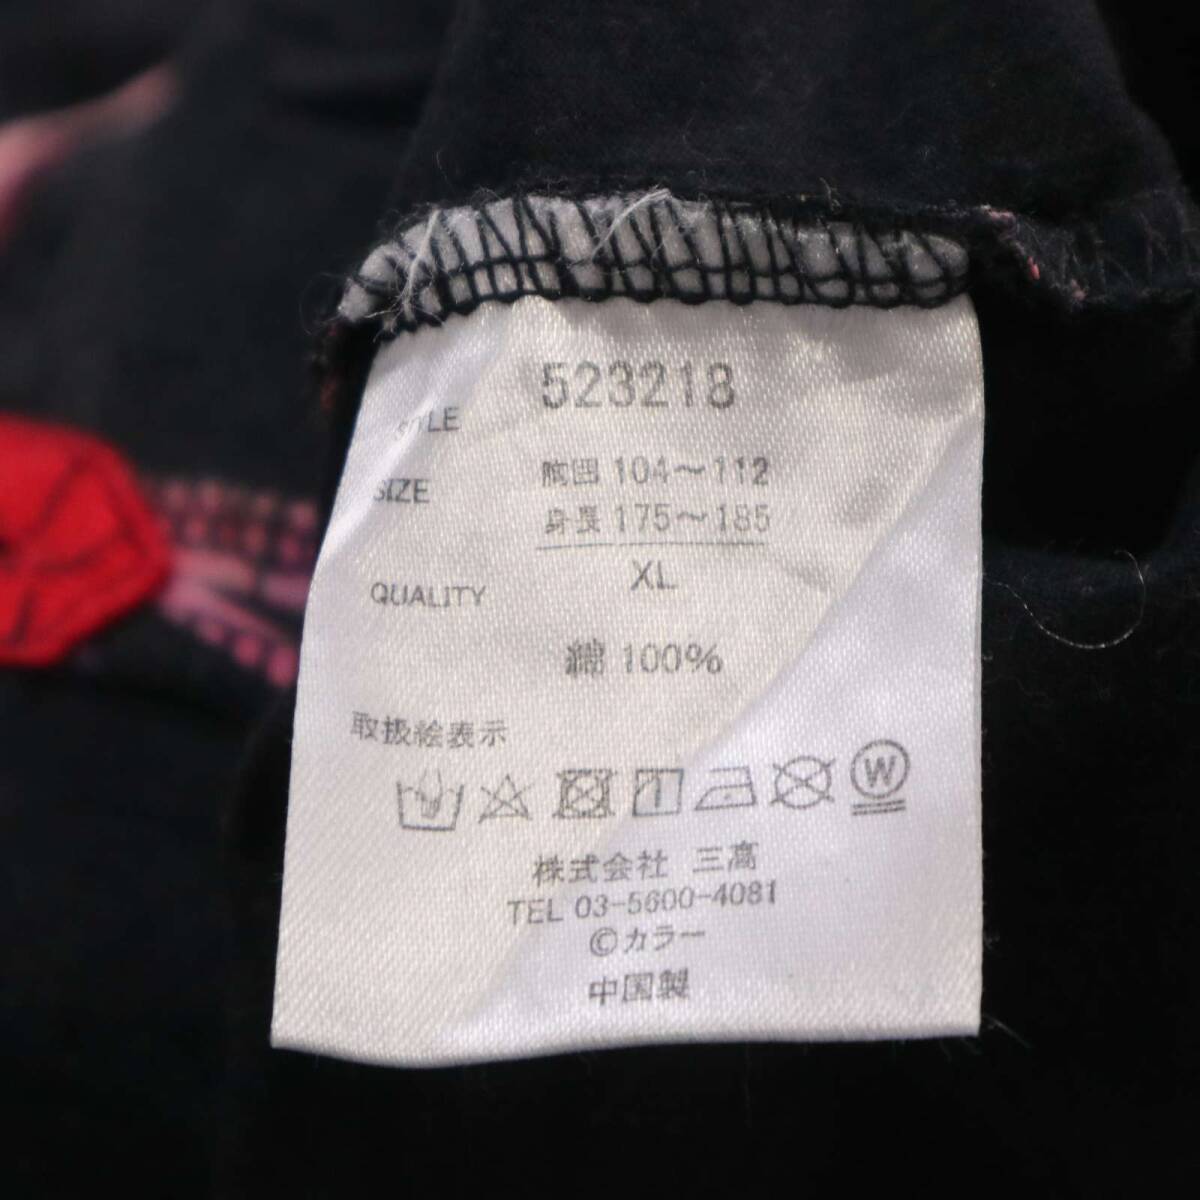 STYLE 523218
SIZE 胸囲 104～112
身長 175～185
XL
QUALITY
綿 100%
取扱絵表示
W
株式会社 三高
TEL 03-5600-4081
©カラー
中国製